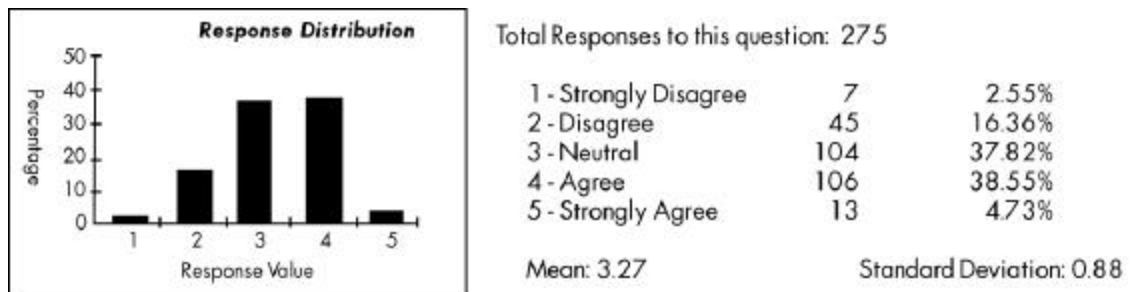 Response Distribution
50
40
30
20
10
0
Percentage
1 2 3 4 5
Response Value
Total Responses to this question: 275
1 - Strongly Disagree 7 2.55%
2 - Disagree 45 16.36%
3 - Neutral 104 37.82%
4 - Agree 106 38.55%
5 - Strongly Agree 13 4.73%
Mean: 3.27 Standard Deviation: 0.88